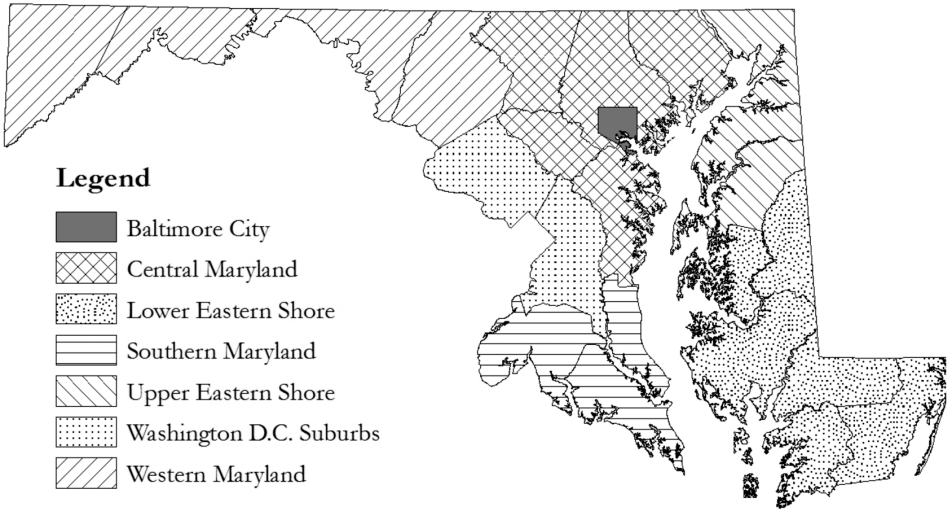 Legend
Baltimore City
Central Maryland
Lower Eastern Shore
Southern Maryland
Upper Eastern Shore
Washington D.C. Suburbs
Western Maryland